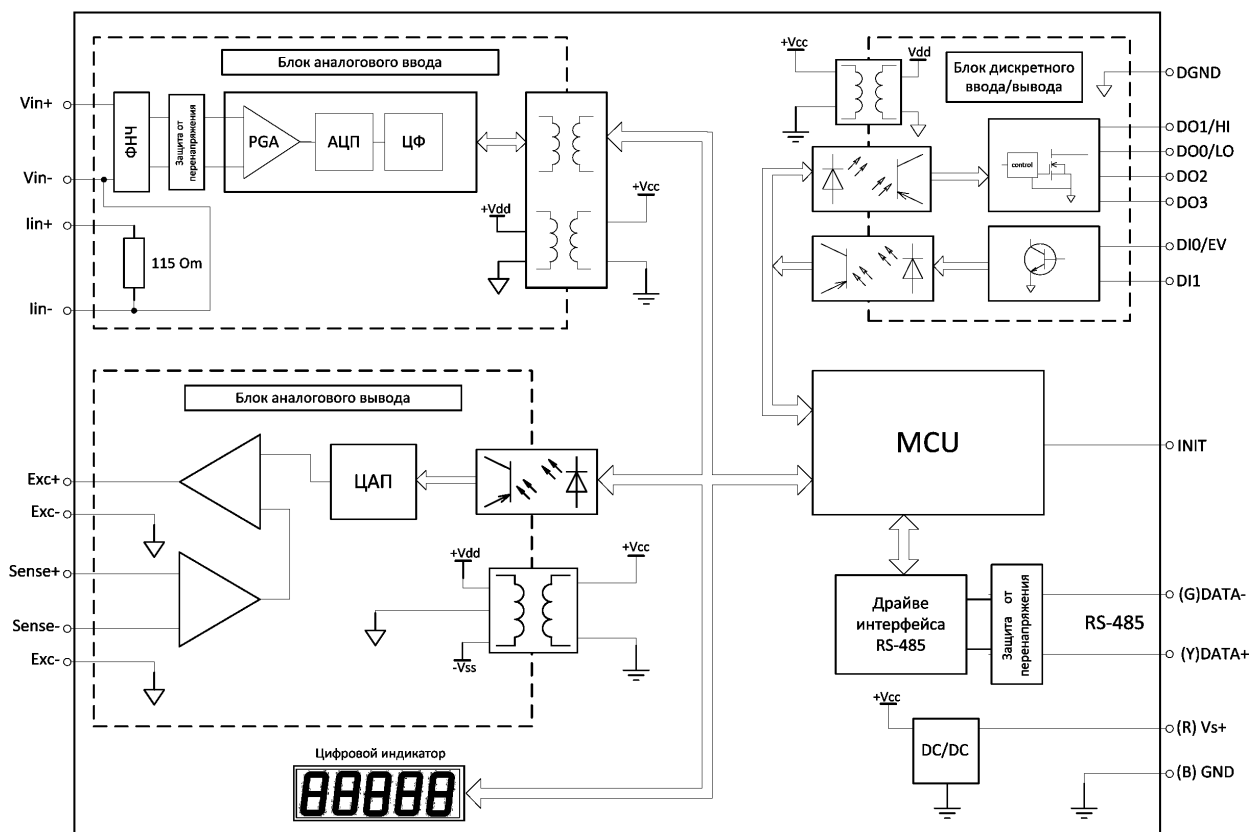 Блок аналогового ввода
Vin+
Vin-
Iin+
Iin-
ФНЧ
Защита от
перенапряжения
PGA
АЦП
ЦФ
115 Om
+Vdd
+Vcc
+Vcc
Vdd
Блок дискретного
ввода/вывода
control
DGND
DO1/HI
DO0/LO
DO2
DO3
DI0/EV
DI1
Блок аналогового вывода
Exc+
Exc-
Sense+
Sense-
Exc-
ЦАП
+Vdd
-Vss
+Vcc
MCU
INIT
Драйве
интерфейса
RS-485
Защита от
перенапряжения
RS-485
(G)DATA-
(Y)DATA+
+Vcc
DC/DC
(R) Vs+
(B) GND
Цифровой индикатор
88888